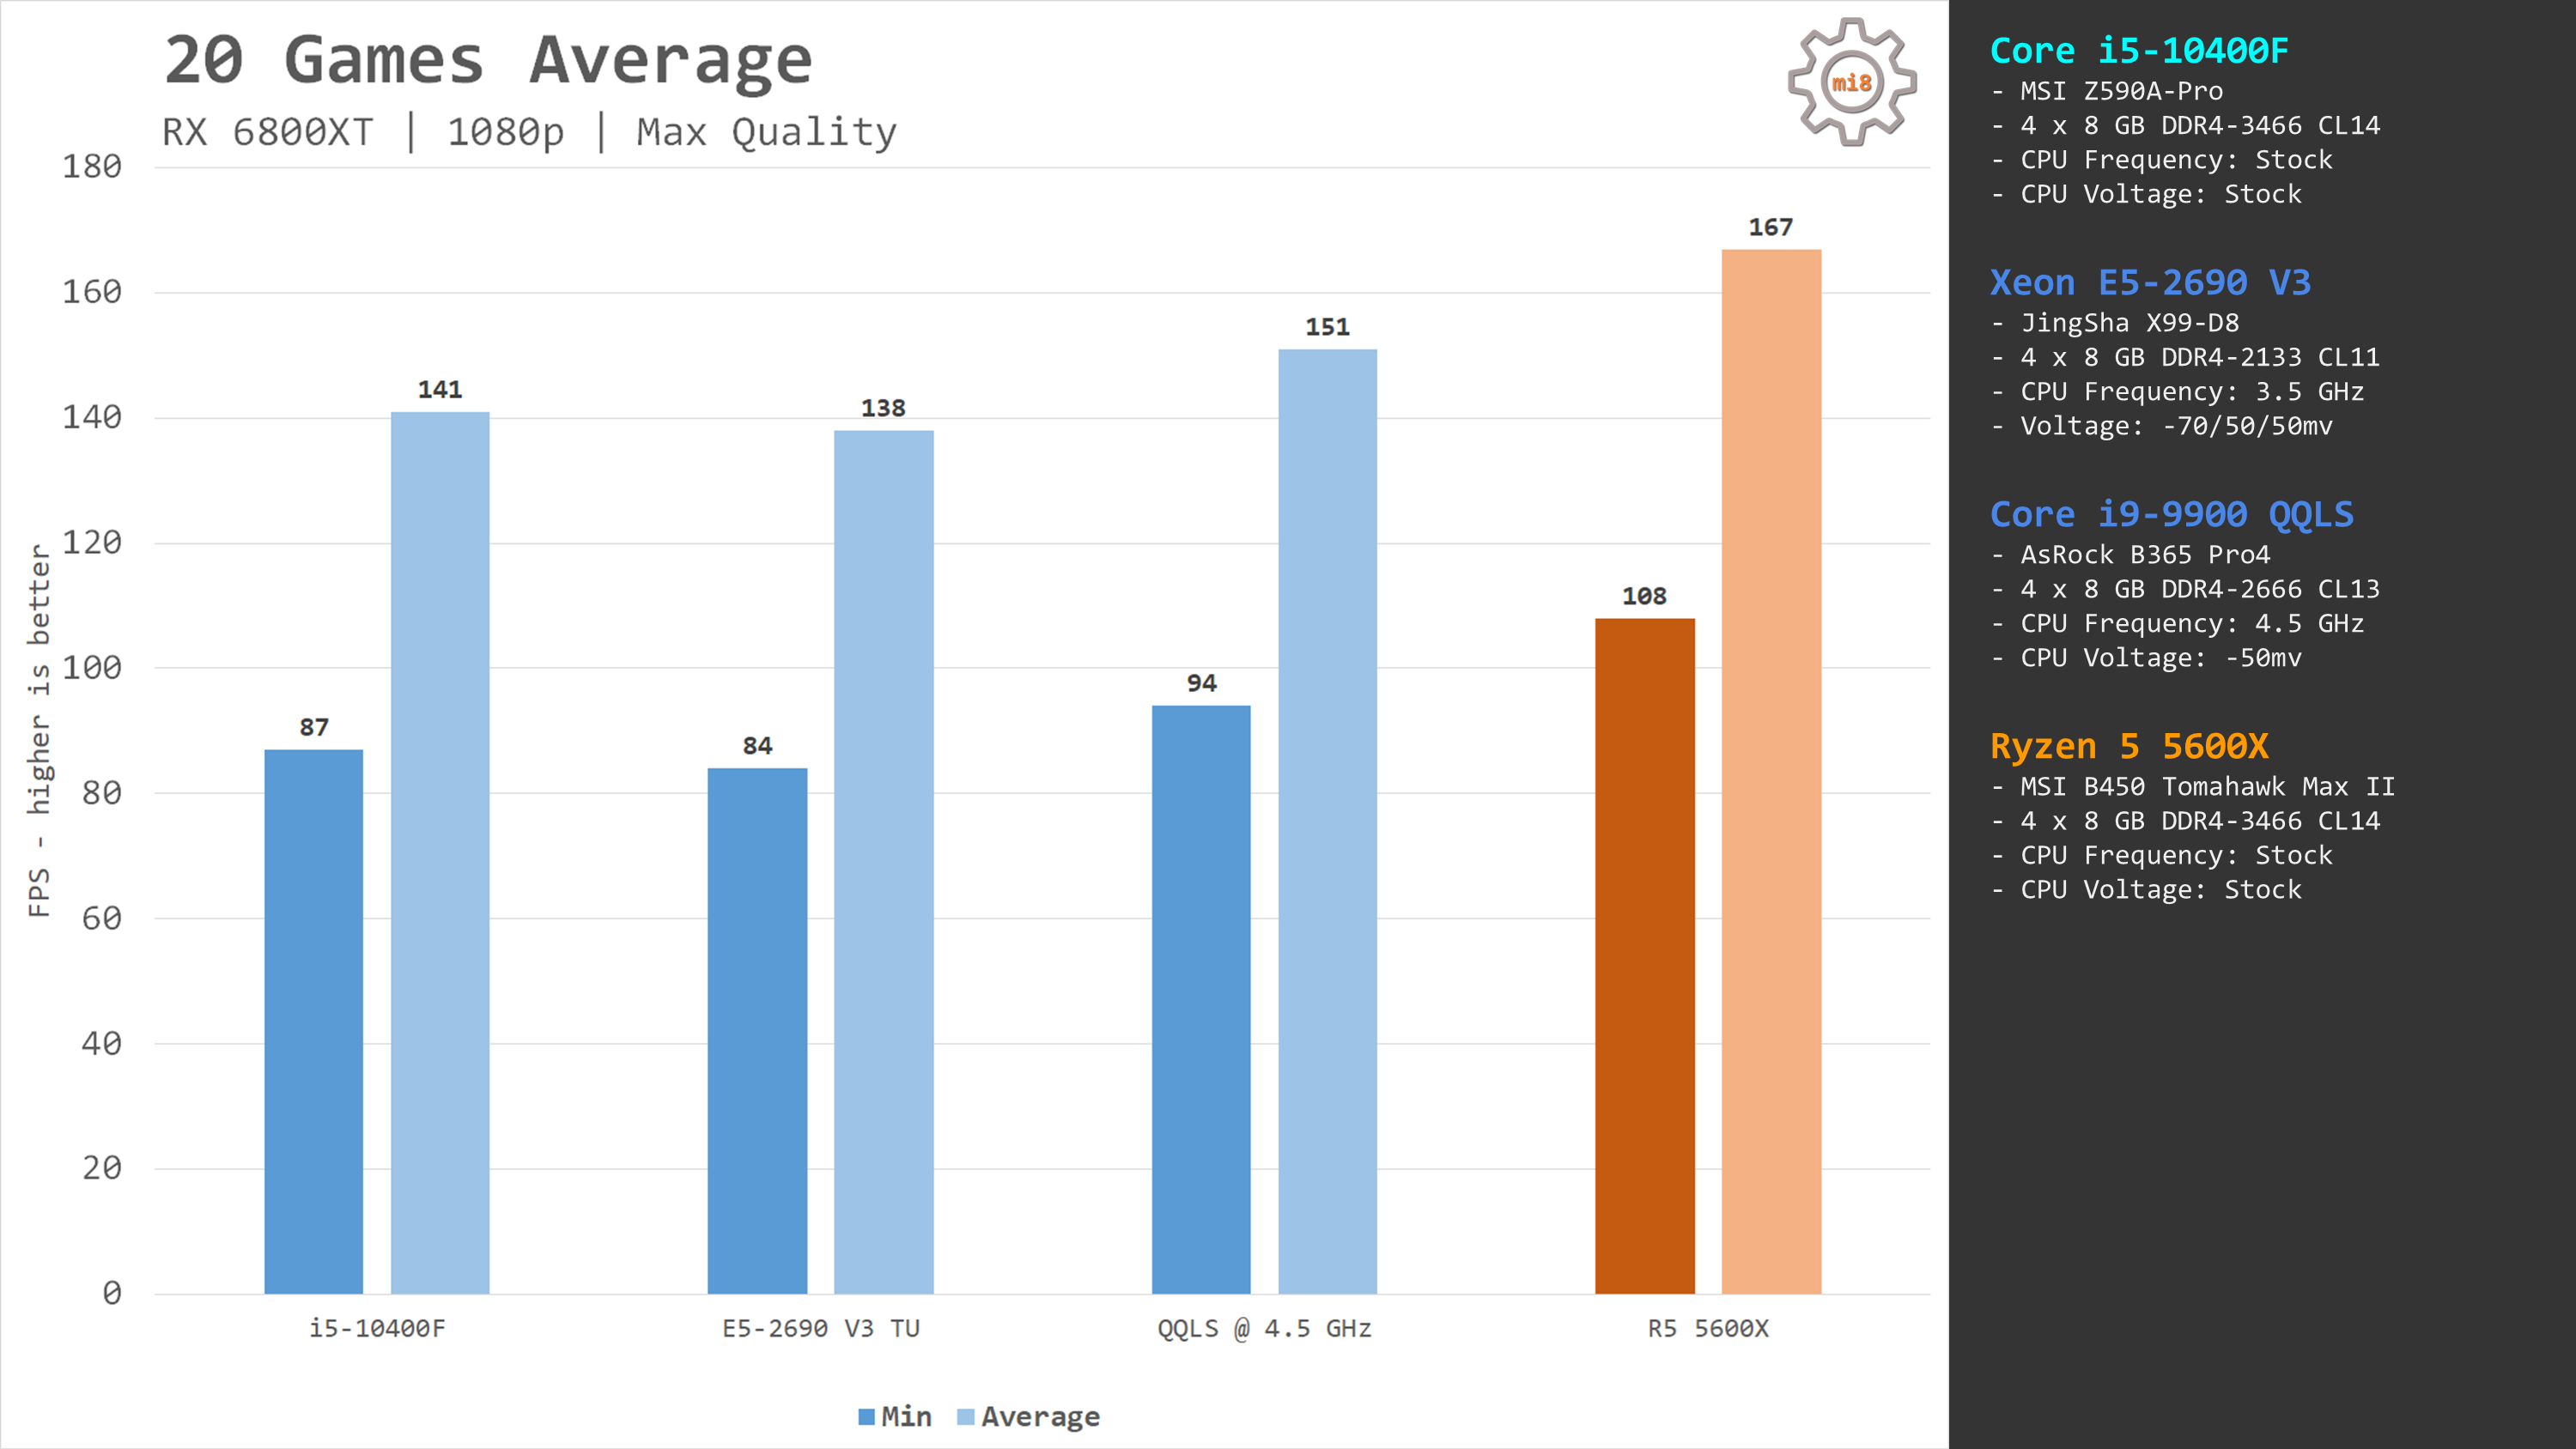 20 Games Average
RX 6800XT | 1080p | Max Quality
mi8
FPS - higher is better
180
160
140
120
100
80
60
40
20
0
87
141
84
138
94
151
108
167
i5-10400F
E5-2690 V3 TU
QQLS @ 4.5 GHz
R5 5600X
Min
Average
Core i5-10400F
- MSI Z590A-Pro
- 4 x 8 GB DDR4-3466 CL14
- CPU Frequency: Stock
- CPU Voltage: Stock
Xeon E5-2690 V3
- JingSha X99-D8
- 4 x 8 GB DDR4-2133 CL11
- CPU Frequency: 3.5 GHz
- Voltage: -70/50/50mv
Core i9-9900 QQLS
- AsRock B365 Pro4
- 4 x 8 GB DDR4-2666 CL13
- CPU Frequency: 4.5 GHz
- CPU Voltage: -50mv
Ryzen 5 5600X
- MSI B450 Tomahawk Max II
- 4 x 8 GB DDR4-3466 CL14
- CPU Frequency: Stock
- CPU Voltage: Stock